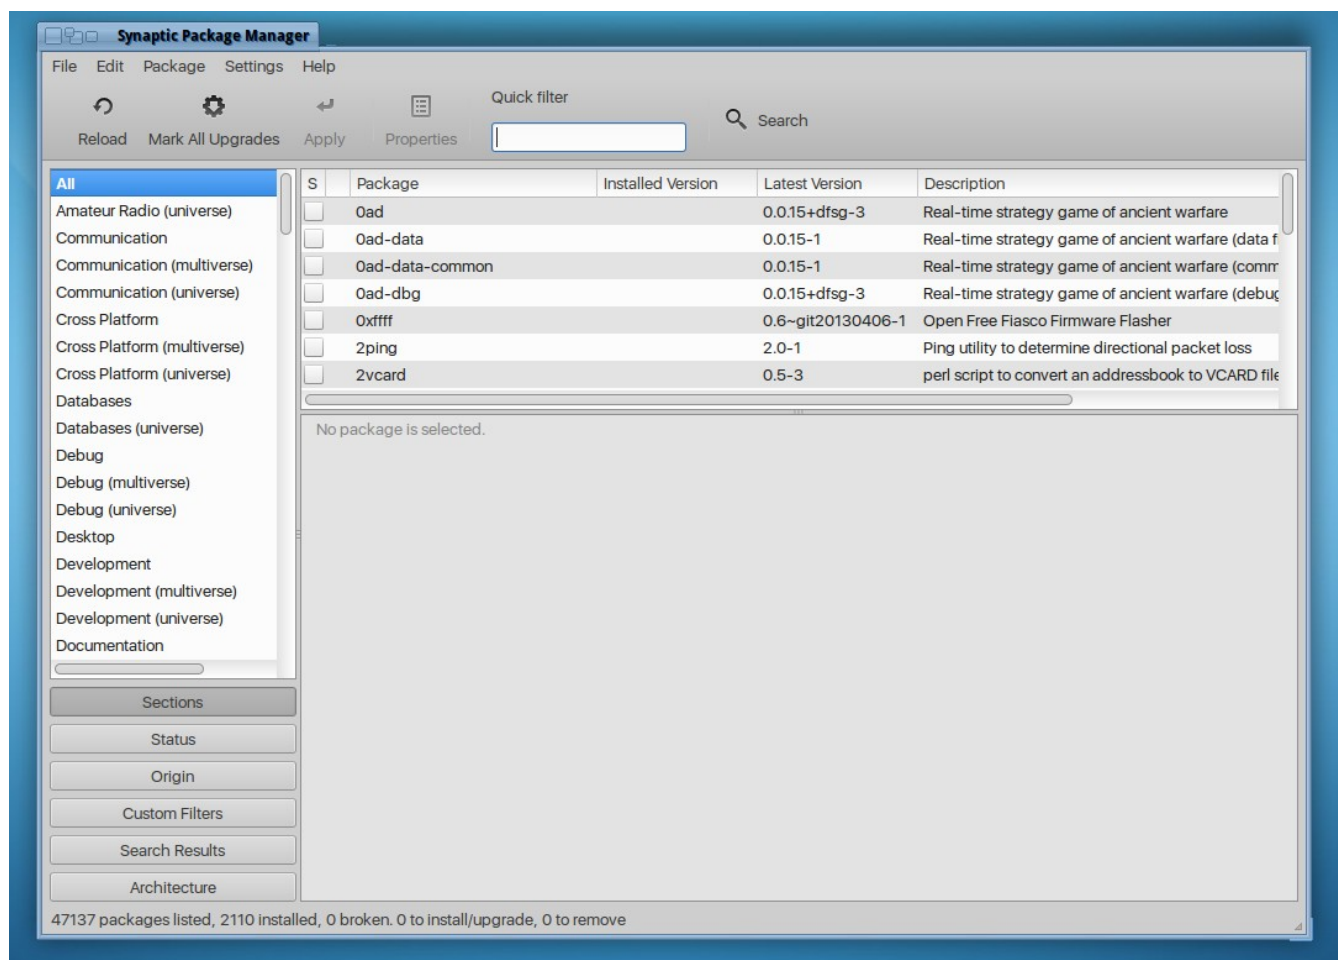 Synaptic Package Manager
File Edit Package Settings Help
Quick filter
Search
Reload Mark All Upgrades Apply Properties
All
Amateur Radio (universe)
Communication
Communication (multiverse)
Communication (universe)
Cross Platform
Cross Platform (multiverse)
Cross Platform (universe)
Databases
Databases (universe)
Debug
Debug (multiverse)
Debug (universe)
Desktop
Development
Development (multiverse)
Development (universe)
Documentation
Sections
Status
Origin
Custom Filters
Search Results
Architecture
S Package Installed Version Latest Version Description
0ad 0.0.15+dfsg-3 Real-time strategy game of ancient warfare
0ad-data 0.0.15-1 Real-time strategy game of ancient warfare (data f
0ad-data-common 0.0.15-1 Real-time strategy game of ancient warfare (comm
0ad-dbg 0.0.15+dfsg-3 Real-time strategy game of ancient warfare (debug
0xffff 0.6~git20130406-1 Open Free Fiasco Firmware Flasher
2ping 2.0-1 Ping utility to determine directional packet loss
2vcard 0.5-3 perl script to convert an addressbook to VCARD file
No package is selected.
47137 packages listed, 2110 installed, 0 broken. 0 to install/upgrade, 0 to remove